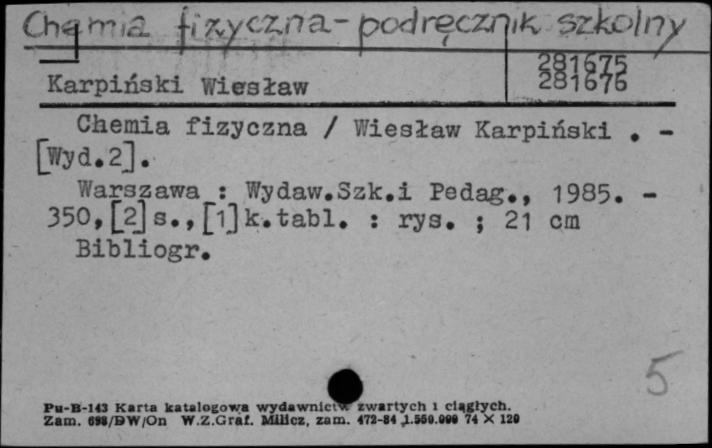 Chemia fizyczna - podręcznik szkolny
281675
Karpiński Wiesław 281676
Chemia fizyczna / Wiesław Karpiński . -
[Wyd.2].
Warszawa : Wydaw.Szk.i Pedag., 1985. -
350,[2]s.,[1]k.tabl. : rys. ; 21 cm
Bibliogr.
5
Pu-B-143 Karta katalogowa wydawnictw zwartych i ciągłych.
Zam. 698/DW/On W.Z.Graf. Milicz, zam. 472-84 1.550.000 74 X 120